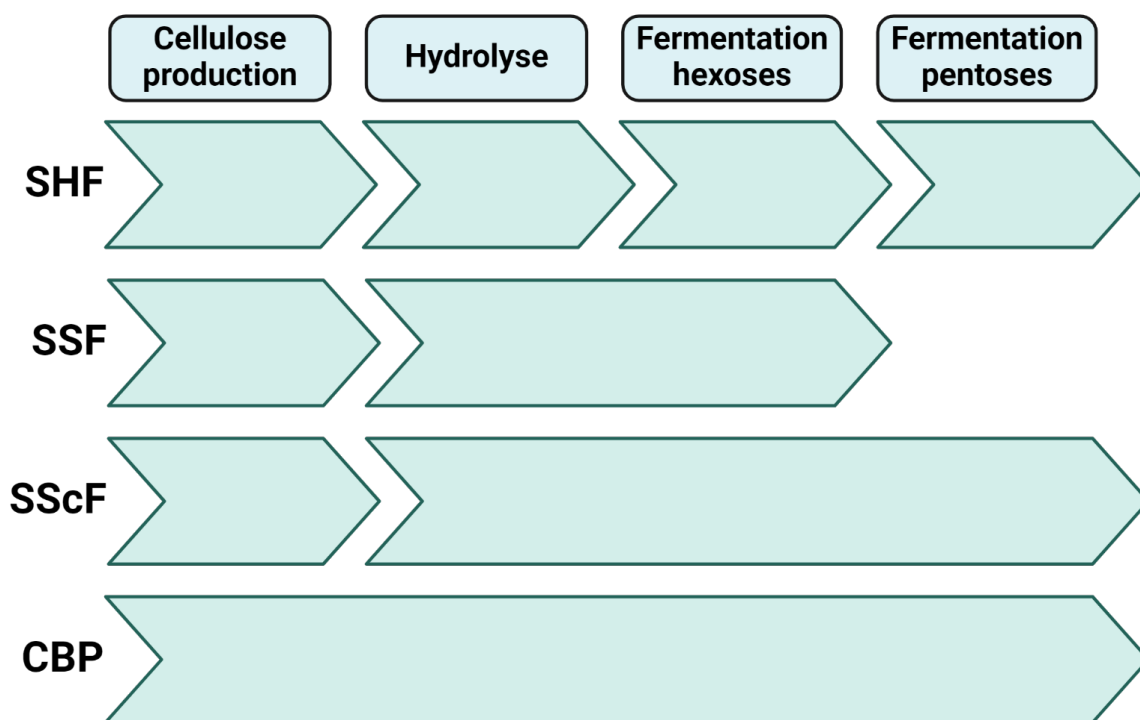 Cellulose
production
Hydrolyse
Fermentation
hexoses
Fermentation
pentoses
SHF
SSF
SScF
CBP